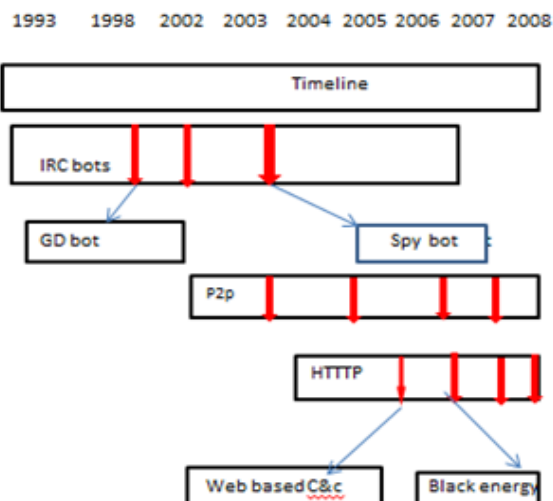 1993 1998 2002 2003 2004 2005 2006 2007 2008
Timeline
IRC bots
GD bot
Spy bot
P2p
HTTTP
Web based C&c
Black energy